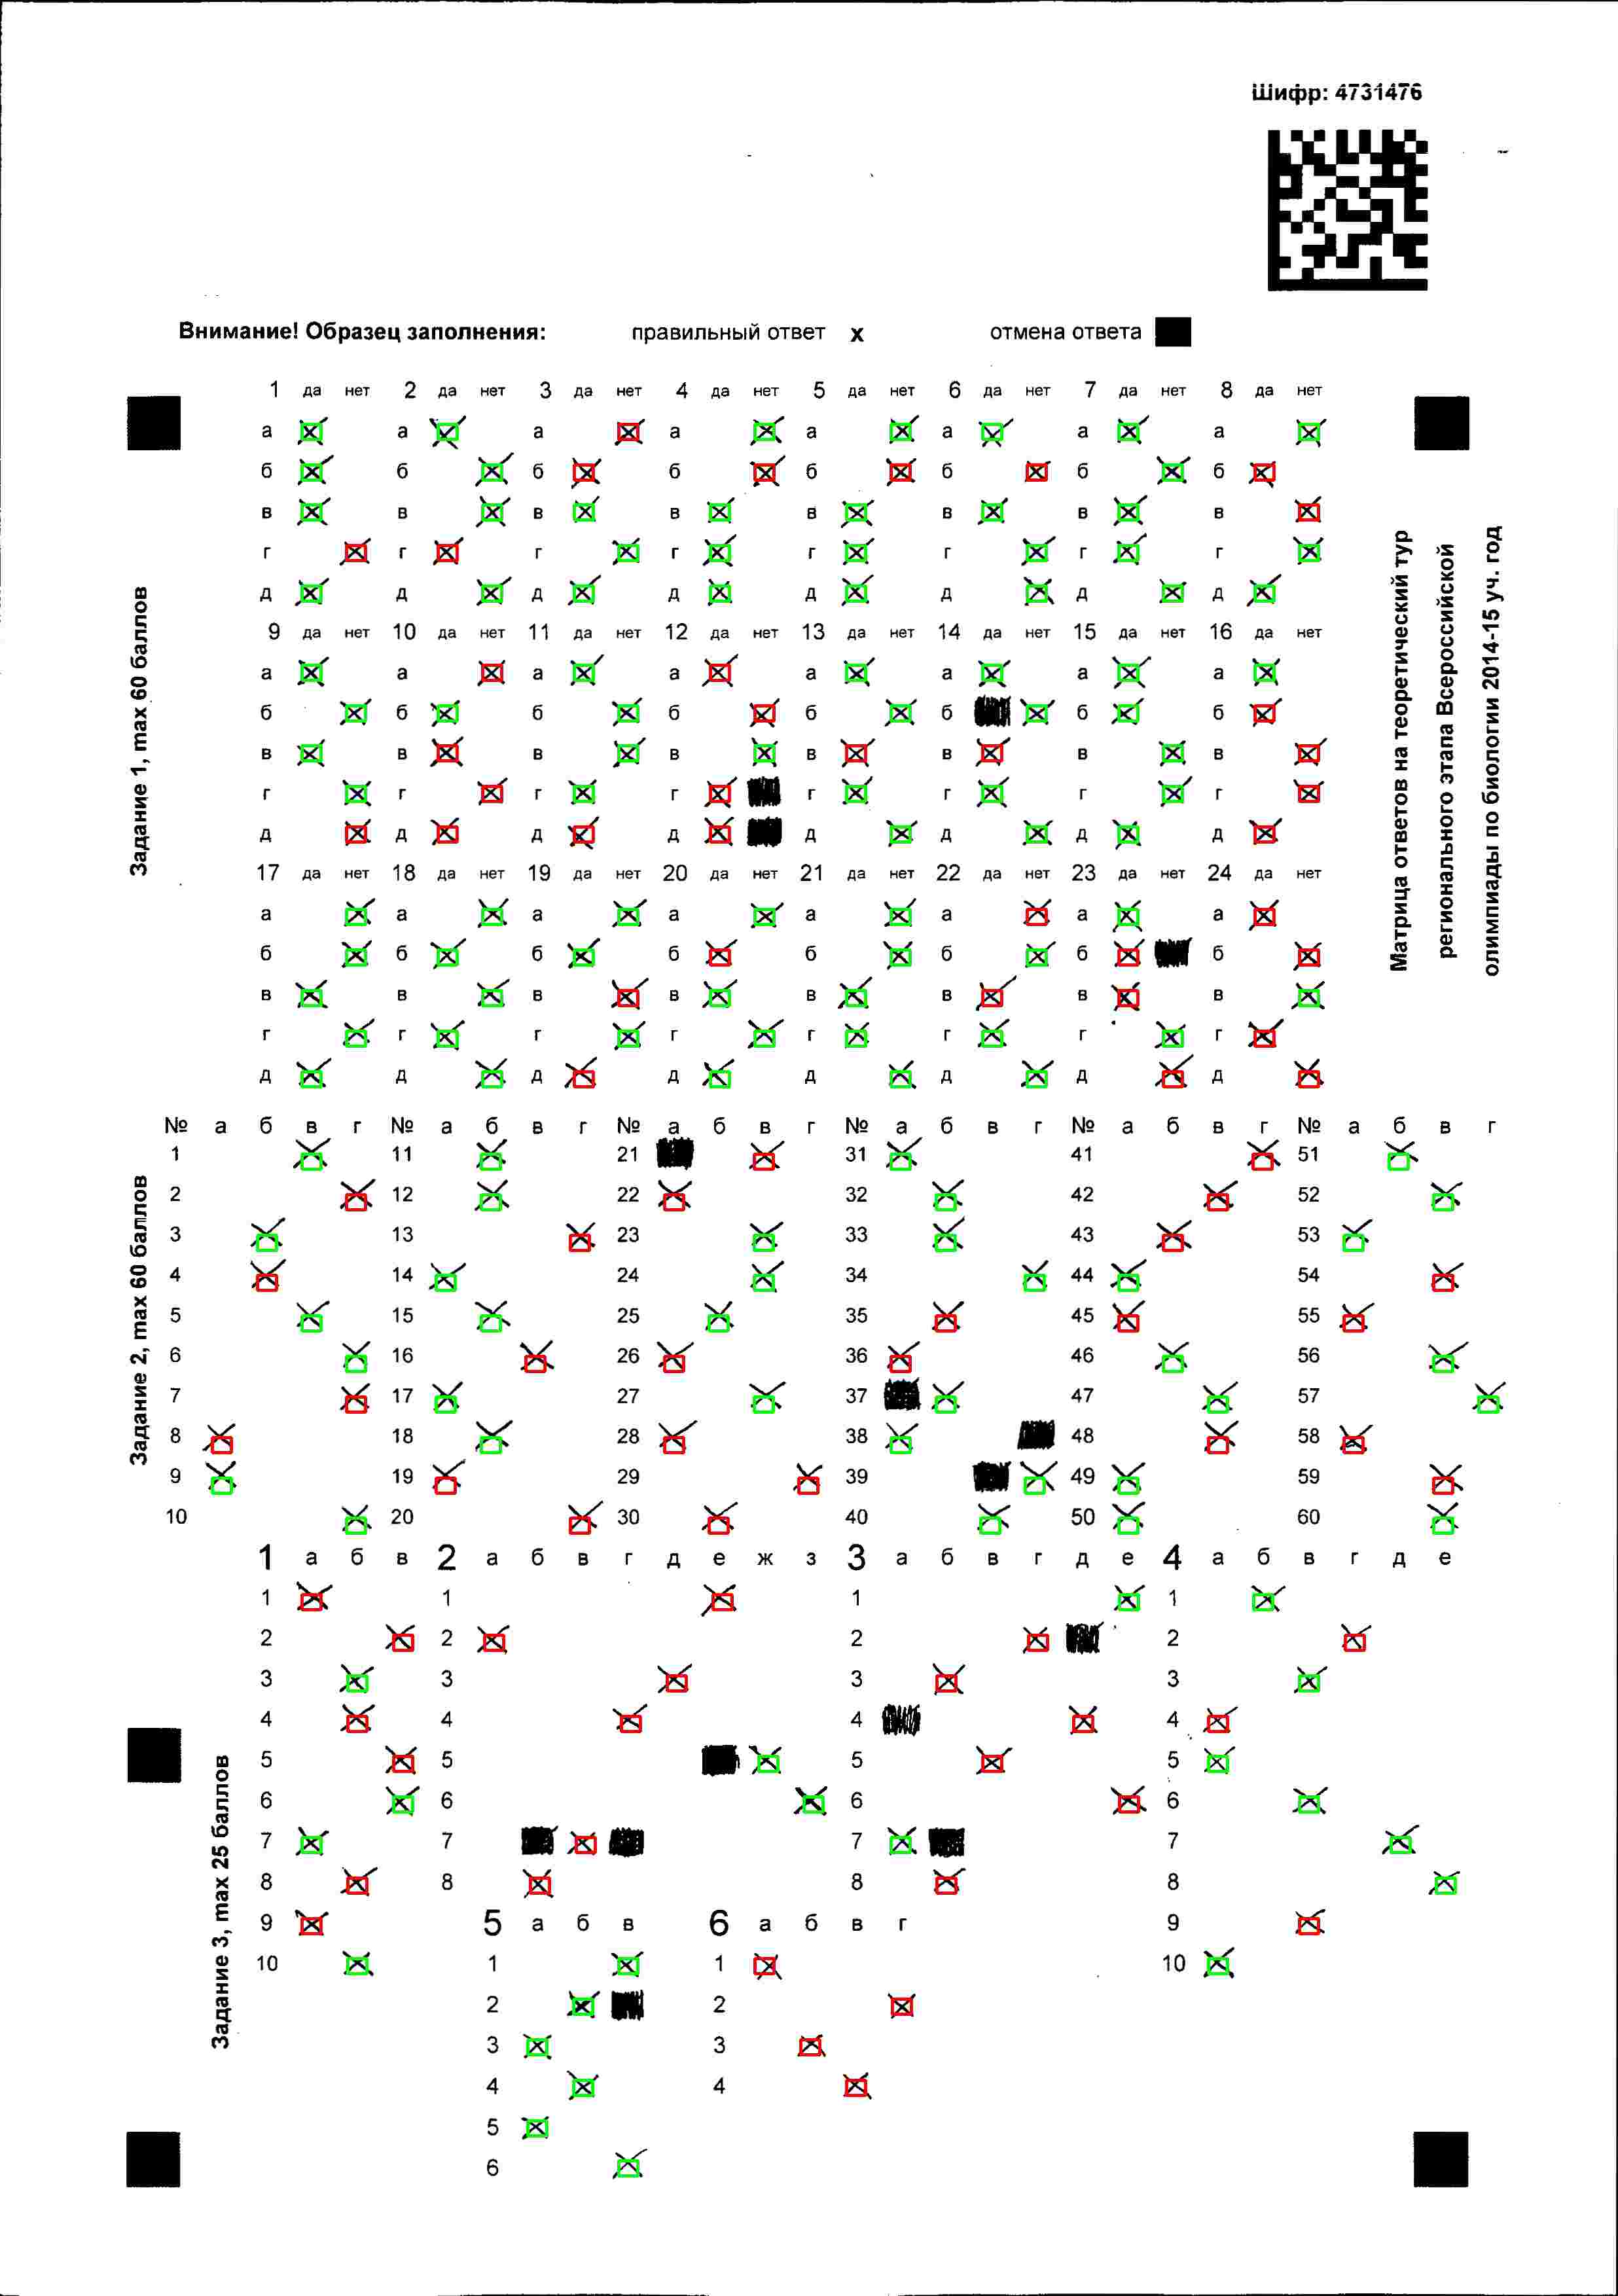 Шифр: 4731476
Внимание! Образец заполнения: правильный ответ х отмена ответа
Матрица ответов на теоретический тур
регионального этапа Всероссийской
олимпиады по биологии 2014-15 уч. год
Задание 1, max 60 баллов
1 да нет 2 да нет 3 да нет 4 да нет 5 да нет 6 да нет 7 да нет 8 да нет
а а а а а а а а
б б б б б б б б
в в в в в в в в
г г г г г г г г
д д д д д д д д
9 да нет 10 да нет 11 да нет 12 да нет 13 да нет 14 да нет 15 да нет 16 да нет
а а а а а а а а
б б б б б б б б
в в в в в в в в
г г г г г г г г
д д д д д д д д
17 да нет 18 да нет 19 да нет 20 да нет 21 да нет 22 да нет 23 да нет 24 да нет
а а а а а а а а
б б б б б б б б
в в в в в в в в
г г г г г г г г
д д д д д д д д
Задание 2, max 60 баллов
№ а б в г № а б в г № а б в г № а б в г № а б в г № а б в г
1 11 21 31 41 51
2 12 22 32 42 52
3 13 23 33 43 53
4 14 24 34 44 54
5 15 25 35 45 55
6 16 26 36 46 56
7 17 27 37 47 57
8 18 28 38 48 58
9 19 29 39 49 59
10 20 30 40 50 60
Задание 3, max 25 баллов
1 а б в 2 а б в г д е ж з 3 а б в г д е 4 а б в г д е
1 1 1 1
2 2 2 2
3 3 3 3
4 4 4 4
5 5 5 5
6 6 6 6
7 7 7 7
8 8 8 8
9 5 а б в 6 а б в г 9
10 1 1 10
2 2
3 3
4 4
5
6